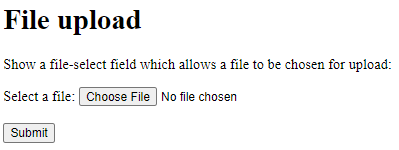 File upload
Show a file-select field which allows a file to be chosen for upload:
Select a file: Choose File No file chosen
Submit